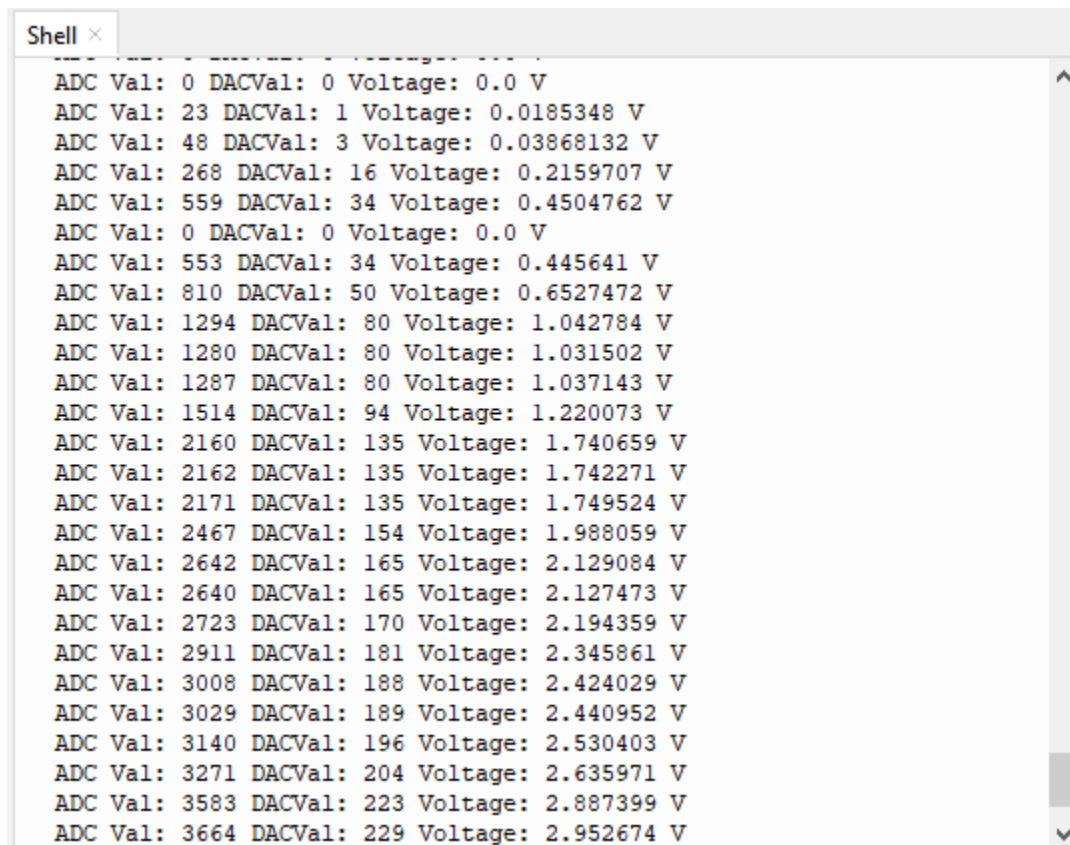 Shell ×
ADC Val: 0 DACVal: 0 Voltage: 0.0 V
ADC Val: 23 DACVal: 1 Voltage: 0.0185348 V
ADC Val: 48 DACVal: 3 Voltage: 0.03868132 V
ADC Val: 268 DACVal: 16 Voltage: 0.2159707 V
ADC Val: 559 DACVal: 34 Voltage: 0.4504762 V
ADC Val: 0 DACVal: 0 Voltage: 0.0 V
ADC Val: 553 DACVal: 34 Voltage: 0.445641 V
ADC Val: 810 DACVal: 50 Voltage: 0.6527472 V
ADC Val: 1294 DACVal: 80 Voltage: 1.042784 V
ADC Val: 1280 DACVal: 80 Voltage: 1.031502 V
ADC Val: 1287 DACVal: 80 Voltage: 1.037143 V
ADC Val: 1514 DACVal: 94 Voltage: 1.220073 V
ADC Val: 2160 DACVal: 135 Voltage: 1.740659 V
ADC Val: 2162 DACVal: 135 Voltage: 1.742271 V
ADC Val: 2171 DACVal: 135 Voltage: 1.749524 V
ADC Val: 2467 DACVal: 154 Voltage: 1.988059 V
ADC Val: 2642 DACVal: 165 Voltage: 2.129084 V
ADC Val: 2640 DACVal: 165 Voltage: 2.127473 V
ADC Val: 2723 DACVal: 170 Voltage: 2.194359 V
ADC Val: 2911 DACVal: 181 Voltage: 2.345861 V
ADC Val: 3008 DACVal: 188 Voltage: 2.424029 V
ADC Val: 3029 DACVal: 189 Voltage: 2.440952 V
ADC Val: 3140 DACVal: 196 Voltage: 2.530403 V
ADC Val: 3271 DACVal: 204 Voltage: 2.635971 V
ADC Val: 3583 DACVal: 223 Voltage: 2.887399 V
ADC Val: 3664 DACVal: 229 Voltage: 2.952674 V